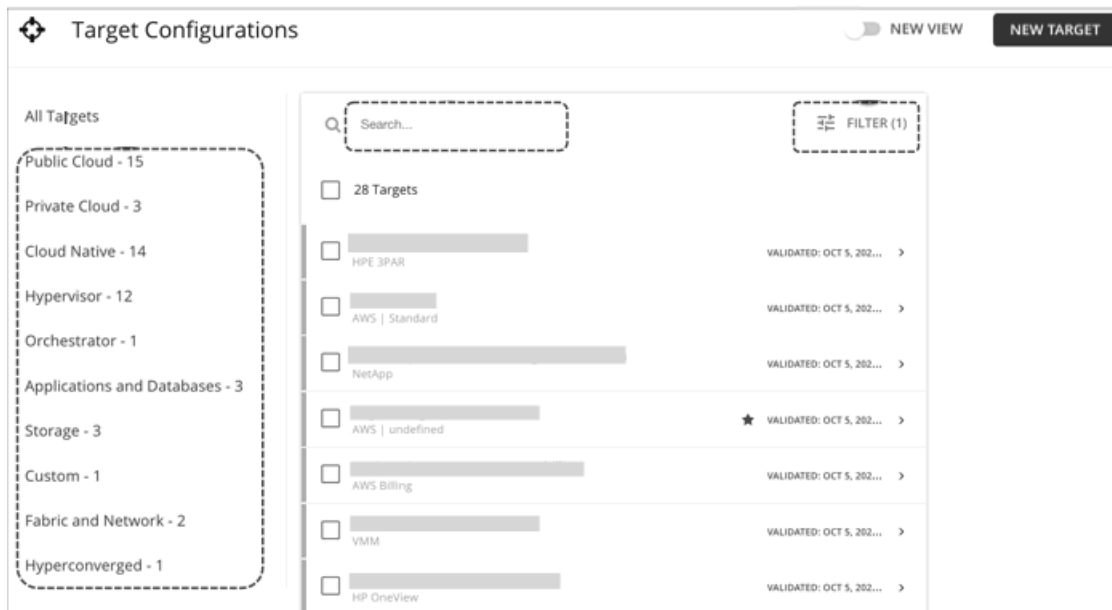 Target Configurations
NEW VIEW
NEW TARGET
All Targets
Public Cloud - 15
Private Cloud - 3
Cloud Native - 14
Hypervisor - 12
Orchestrator - 1
Applications and Databases - 3
Storage - 3
Custom - 1
Fabric and Network - 2
Hyperconverged - 1
Search...
FILTER (1)
28 Targets
HPE 3PAR
VALIDATED: OCT 5, 202...
AWS | Standard
VALIDATED: OCT 5, 202...
NetApp
VALIDATED: OCT 5, 202...
AWS | undefined
VALIDATED: OCT 5, 202...
AWS Billing
VALIDATED: OCT 5, 202...
VMM
VALIDATED: OCT 5, 202...
HP OneView
VALIDATED: OCT 5, 202...